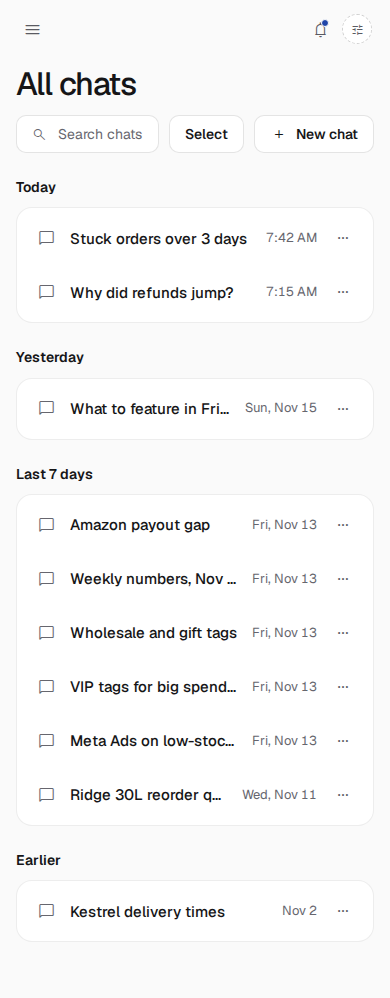 All chats
Search chats
Select
+ New chat
Today
Stuck orders over 3 days 7:42 AM ...
Why did refunds jump? 7:15 AM ...
Yesterday
What to feature in Fri... Sun, Nov 15 ...
Last 7 days
Amazon payout gap Fri, Nov 13 ...
Weekly numbers, Nov ... Fri, Nov 13 ...
Wholesale and gift tags Fri, Nov 13 ...
VIP tags for big spend... Fri, Nov 13 ...
Meta Ads on low-stoc... Fri, Nov 13 ...
Ridge 30L reorder q... Wed, Nov 11 ...
Earlier
Kestrel delivery times Nov 2 ...